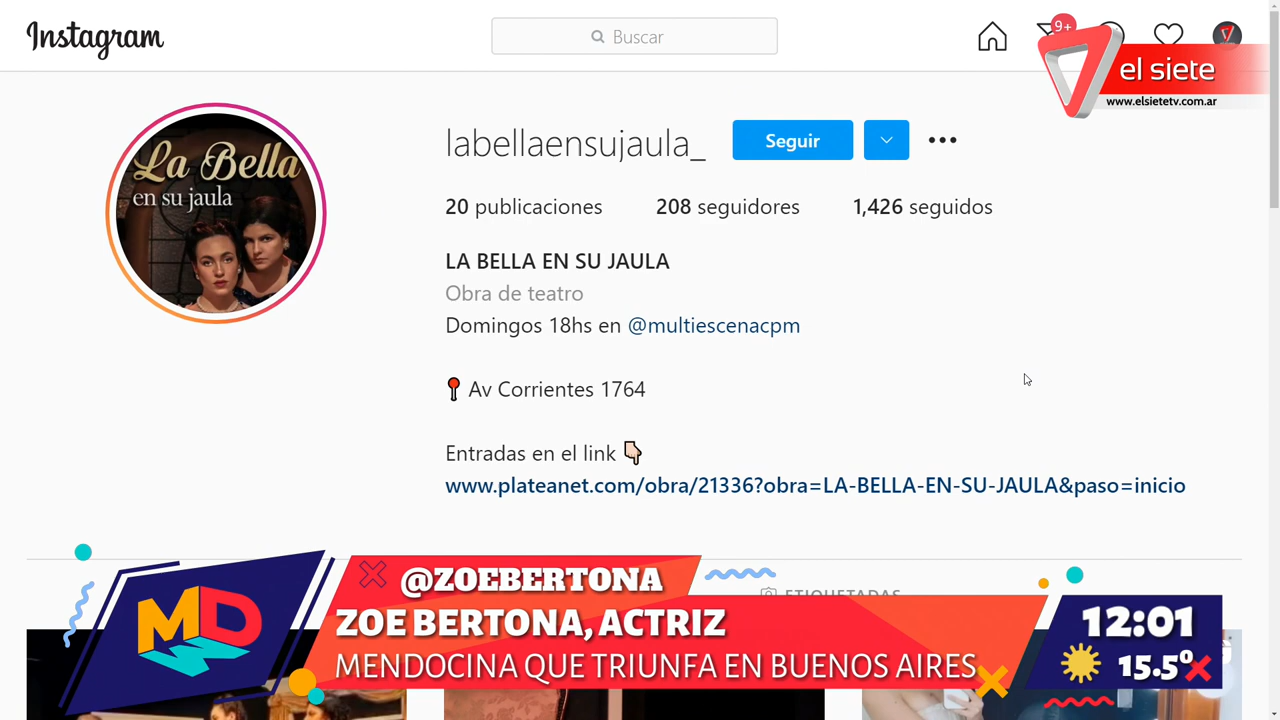 Instagram
Buscar
9+
el siete
www.elsietetv.com.ar
La Bella
en su jaula
labellaensujaula_
Seguir
20 publicaciones 208 seguidores 1,426 seguidos
LA BELLA EN SU JAULA
Obra de teatro
Domingos 18hs en @multiescenacpm
Av Corrientes 1764
Entradas en el link
www.plateanet.com/obra/21336?obra=LA-BELLA-EN-SU-JAULA&paso=inicio
ETIQUETADAS
MD
@ZOEBERTONA
ZOE BERTONA, ACTRIZ
MENDOCINA QUE TRIUNFA EN BUENOS AIRES
12:01
15.5º